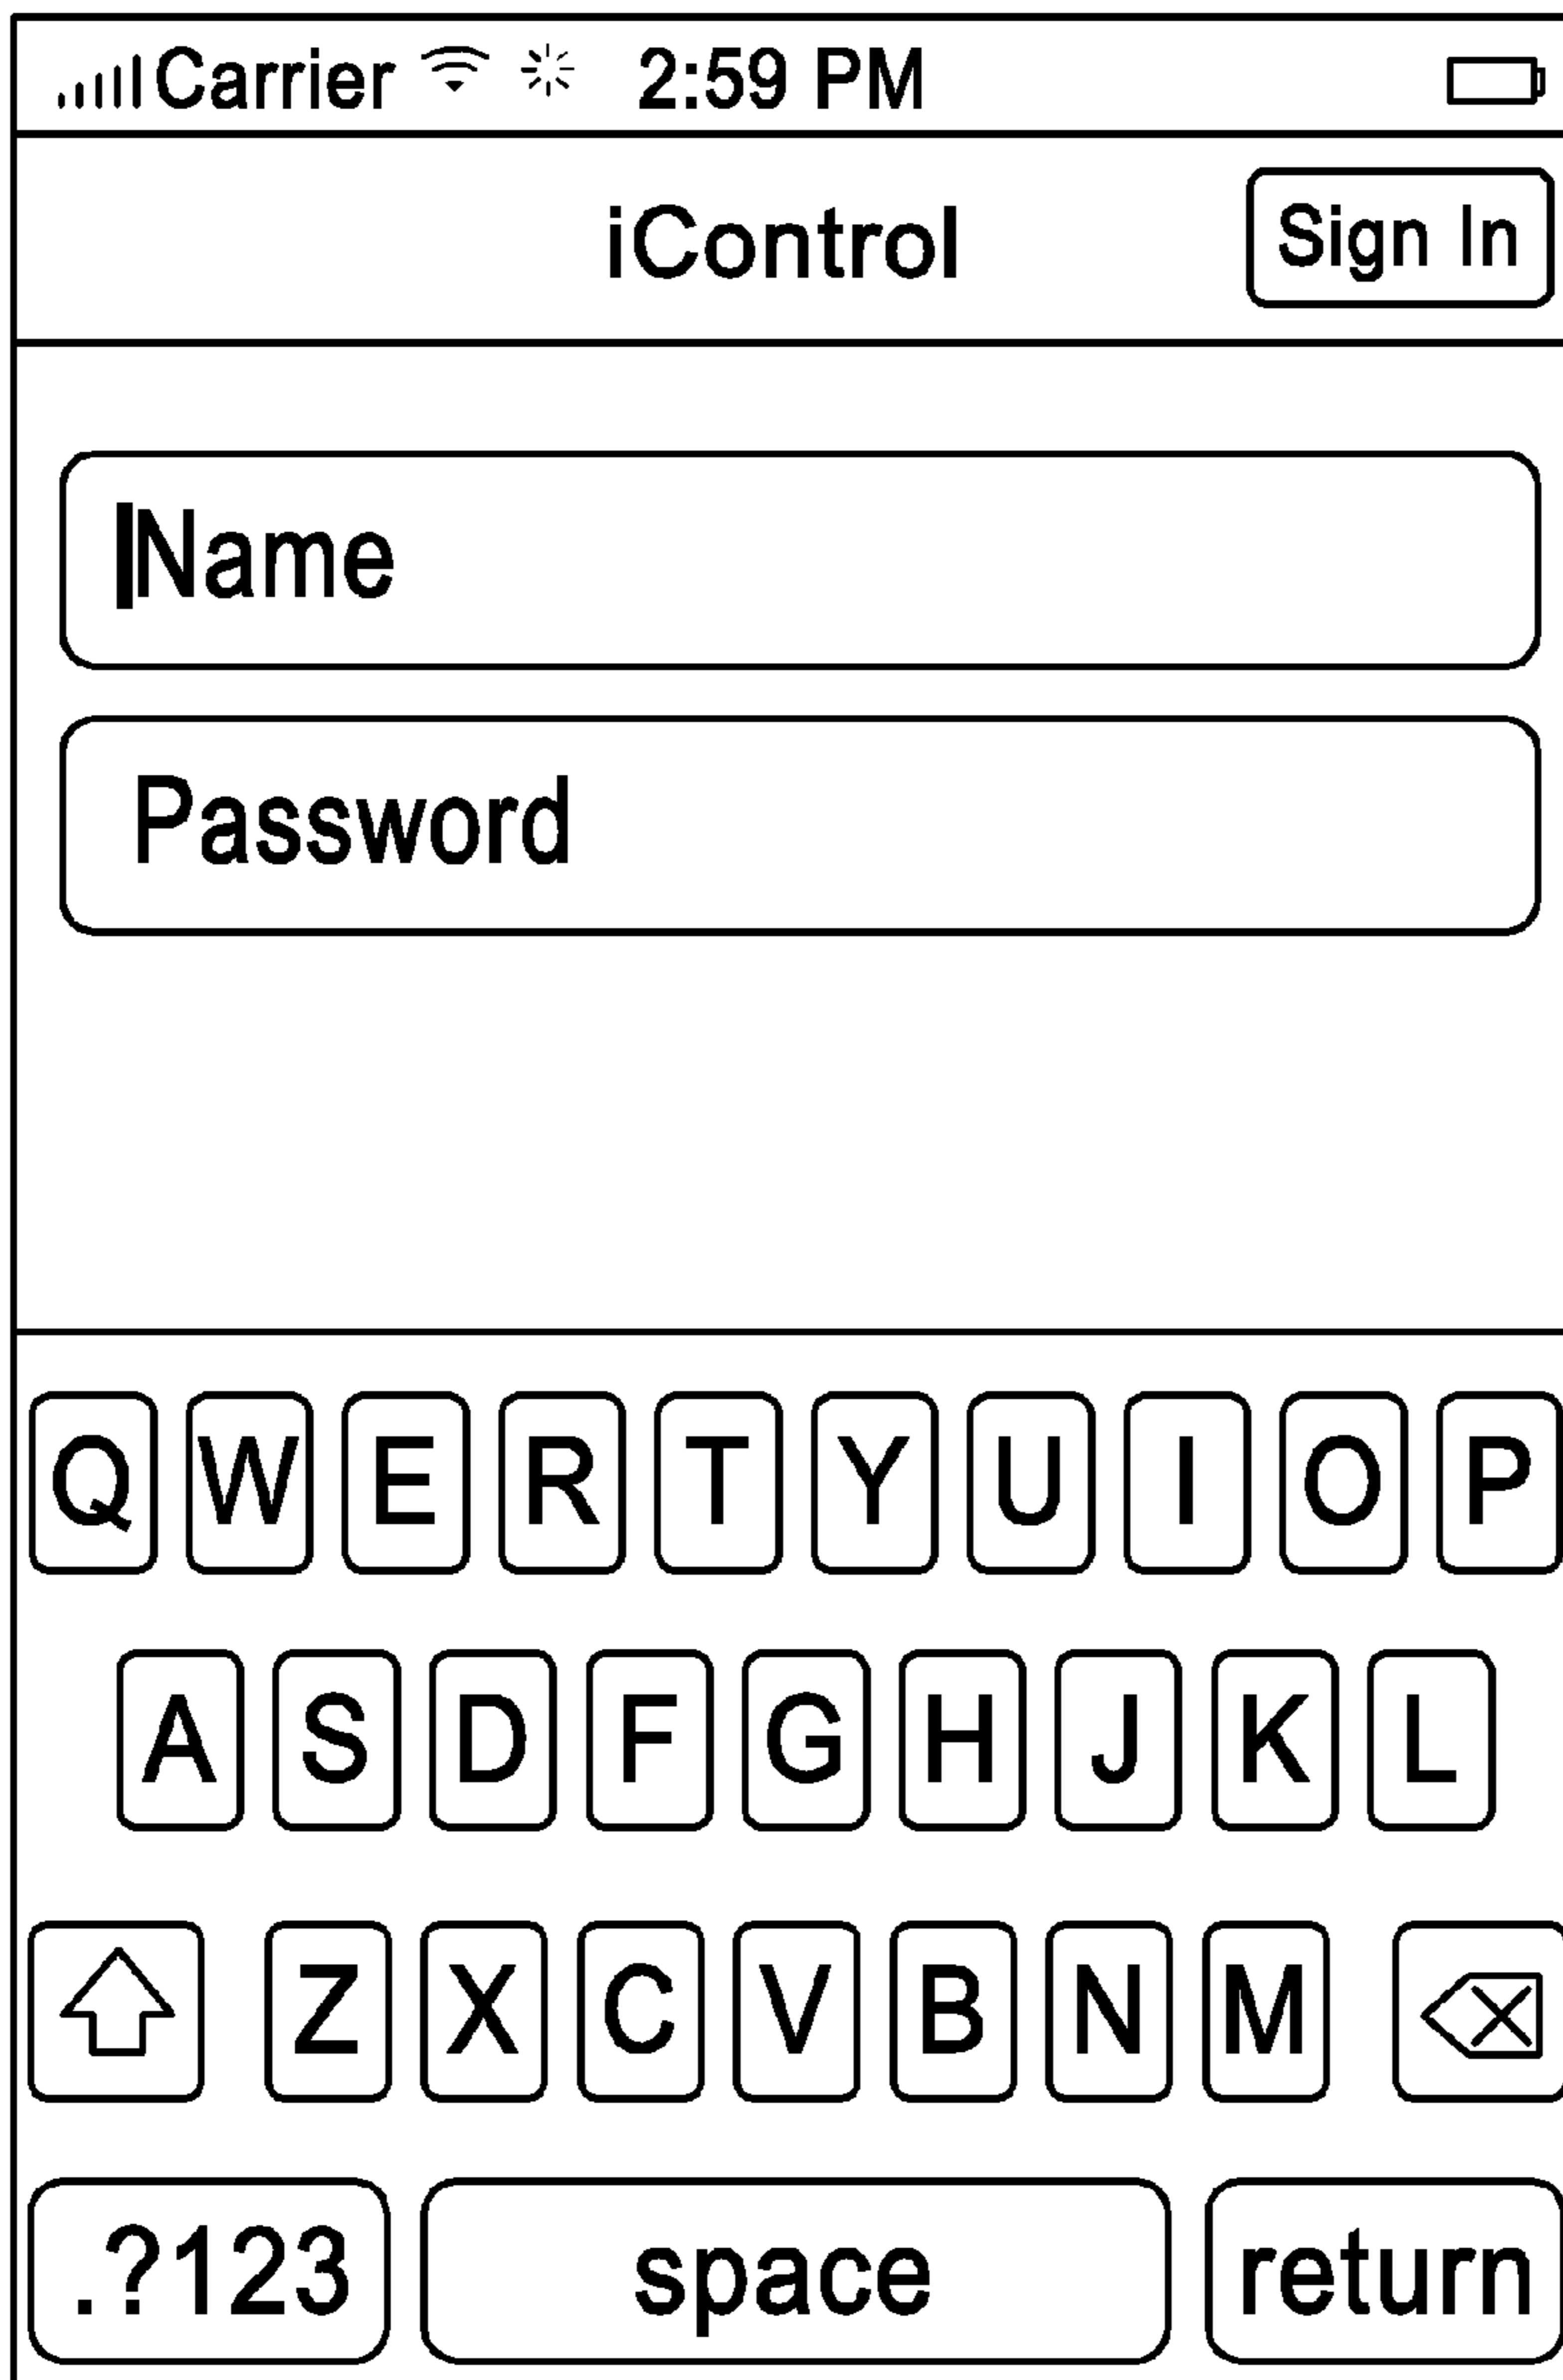 Carrier 2:59 PM
iControl Sign In
Name
Password
Q W E R T Y U I O P
A S D F G H J K L
Z X C V B N M
.?123 space return